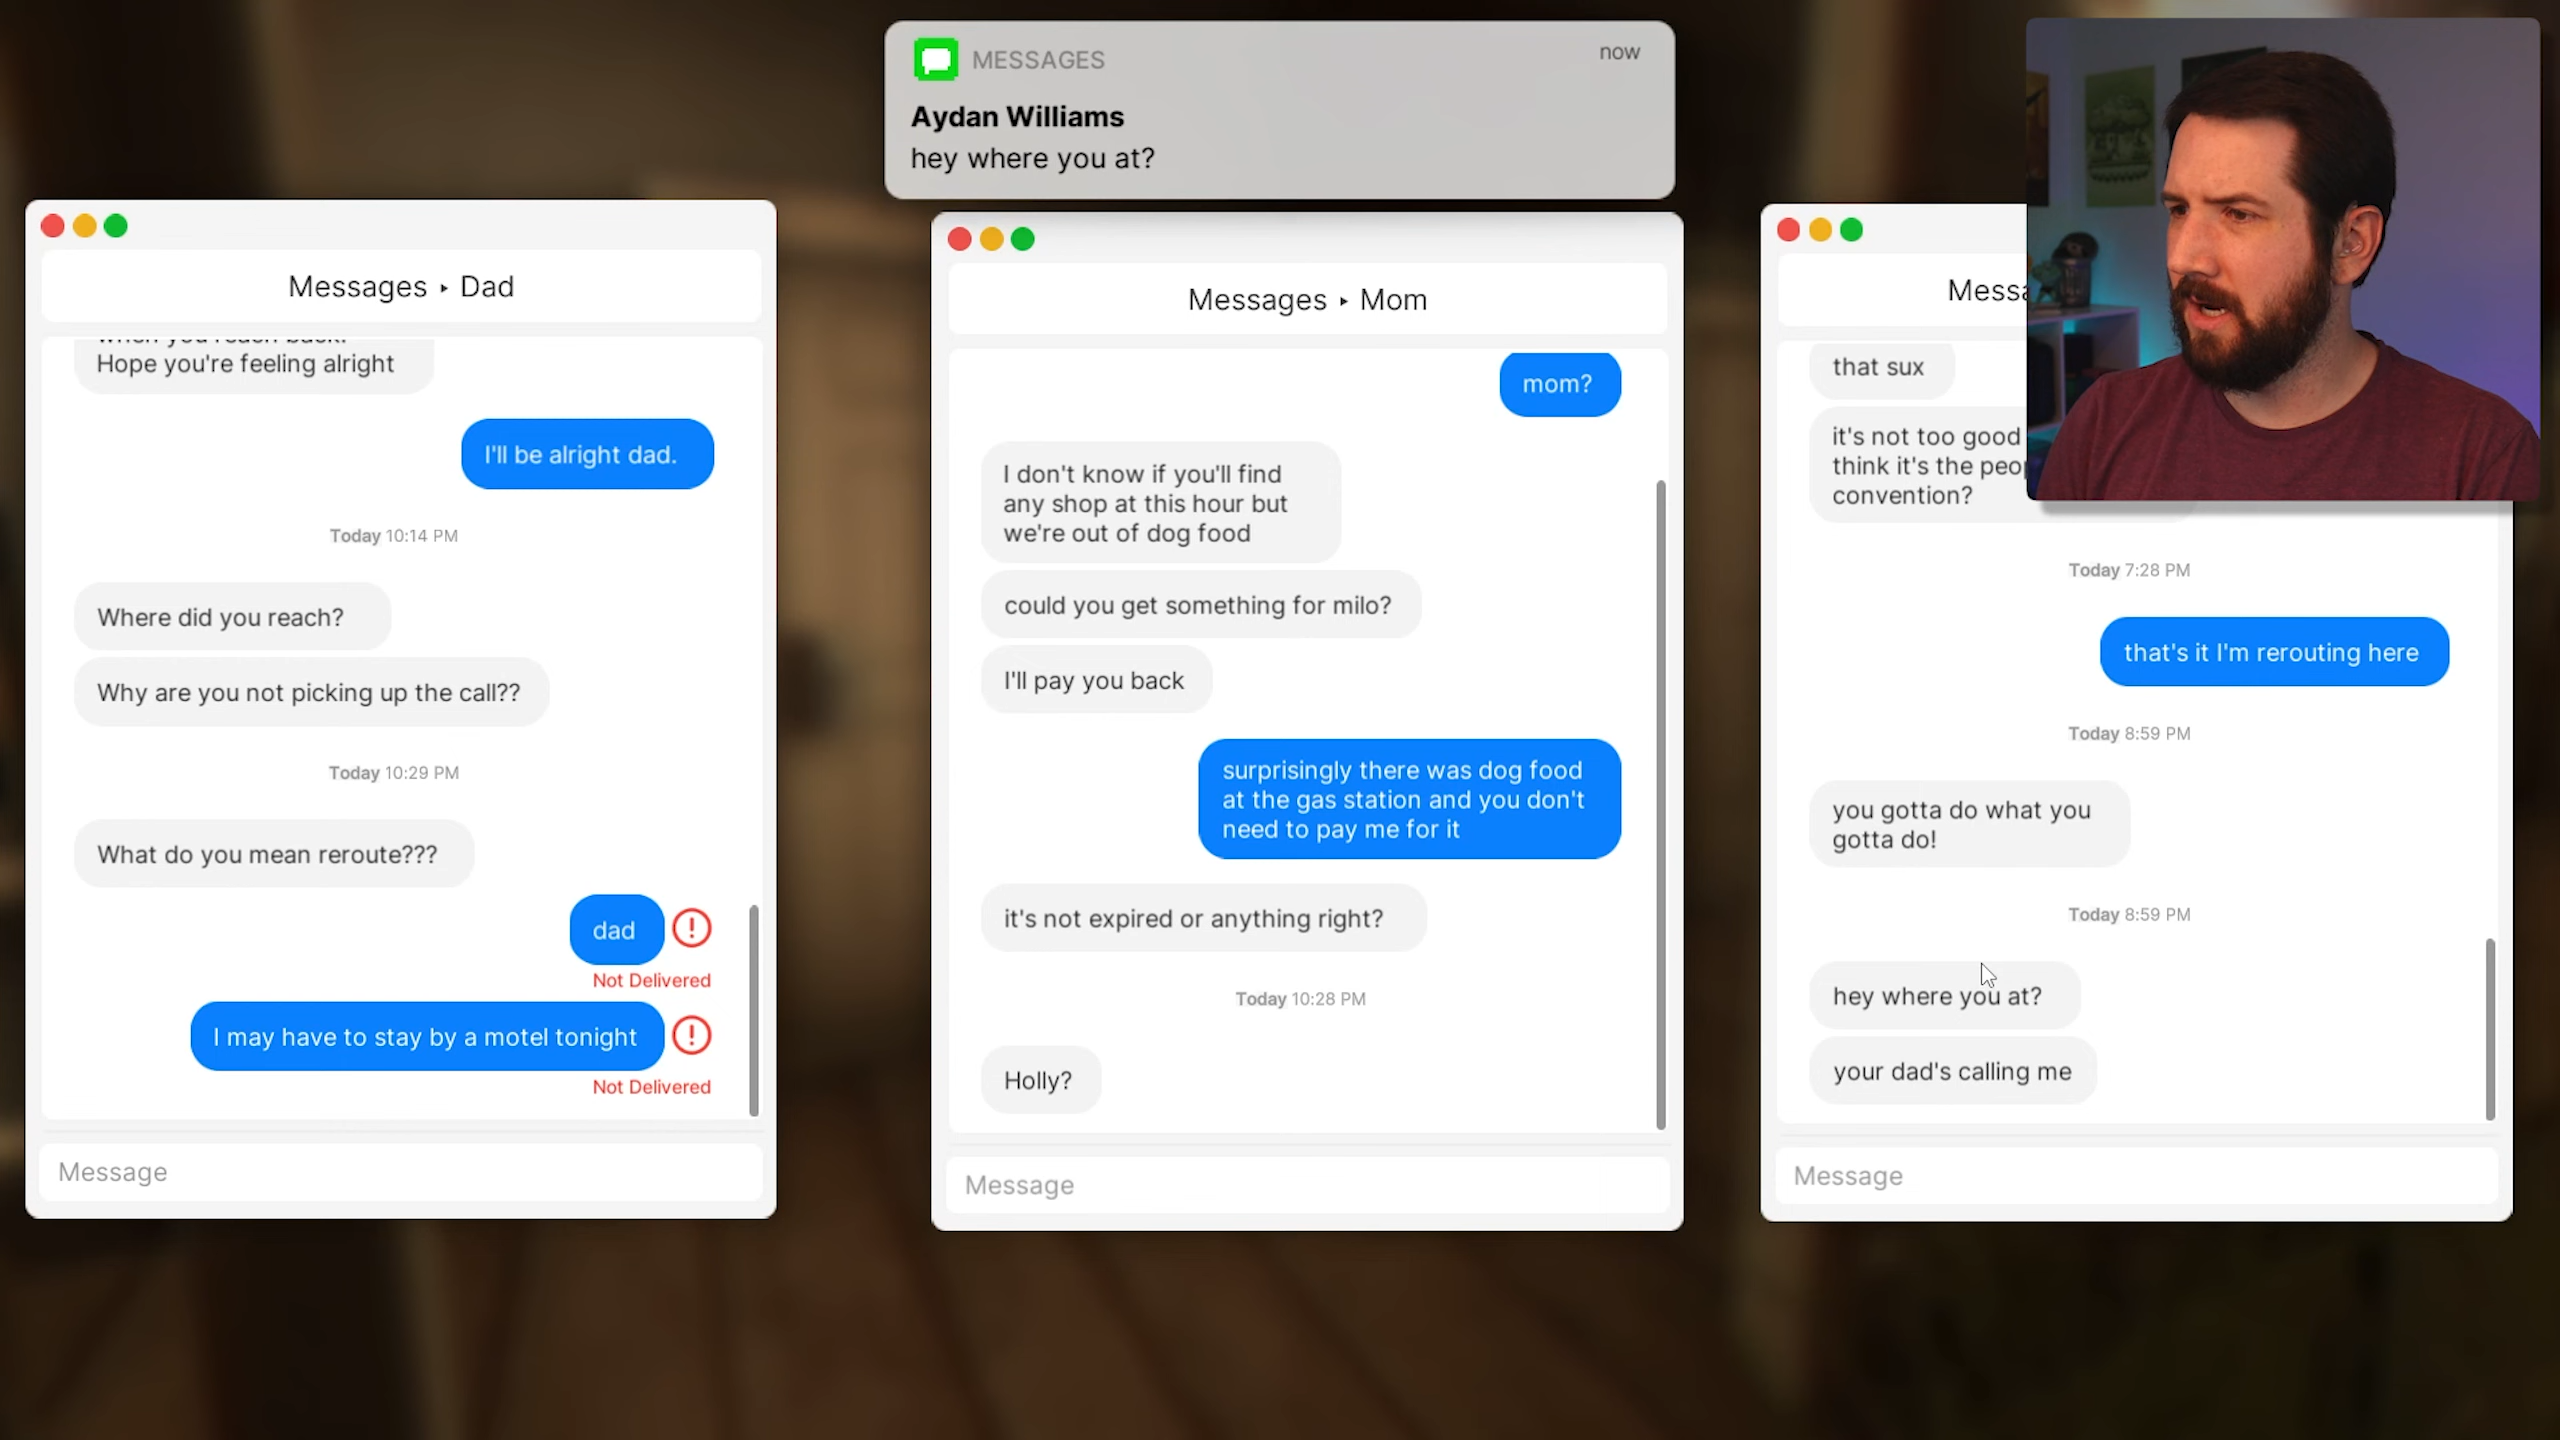 MESSAGES
now
Aydan Williams
hey where you at?
Messages ▸ Dad
when you reach back.
Hope you're feeling alright
I'll be alright dad.
Today 10:14 PM
Where did you reach?
Why are you not picking up the call??
Today 10:29 PM
What do you mean reroute???
dad
Not Delivered
I may have to stay by a motel tonight
Not Delivered
Message
Messages ▸ Mom
mom?
I don't know if you'll find
any shop at this hour but
we're out of dog food
could you get something for milo?
I'll pay you back
surprisingly there was dog food
at the gas station and you don't
need to pay me for it
it's not expired or anything right?
Today 10:28 PM
Holly?
Message
that sux
it's not too good
think it's the
convention?
Today 7:28 PM
that's it I'm rerouting here
Today 8:59 PM
you gotta do what you
gotta do!
Today 8:59 PM
hey where you at?
your dad's calling me
Message